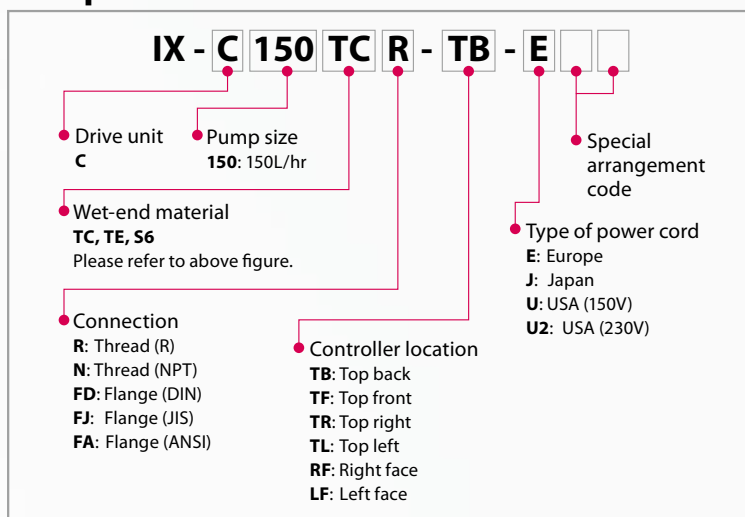 IX - C 150 TC R - TB - E
Drive unit
C
Pump size
150: 150L/hr
Special
arrangement
code
Wet-end material
TC, TE, S6
Please refer to above figure.
Type of power cord
E: Europe
J: Japan
U: USA (150V)
U2: USA (230V)
Connection
R: Thread (R)
N: Thread (NPT)
FD: Flange (DIN)
FJ: Flange (JIS)
FA: Flange (ANSI)
Controller location
TB: Top back
TF: Top front
TR: Top right
TL: Top left
RF: Right face
LF: Left face